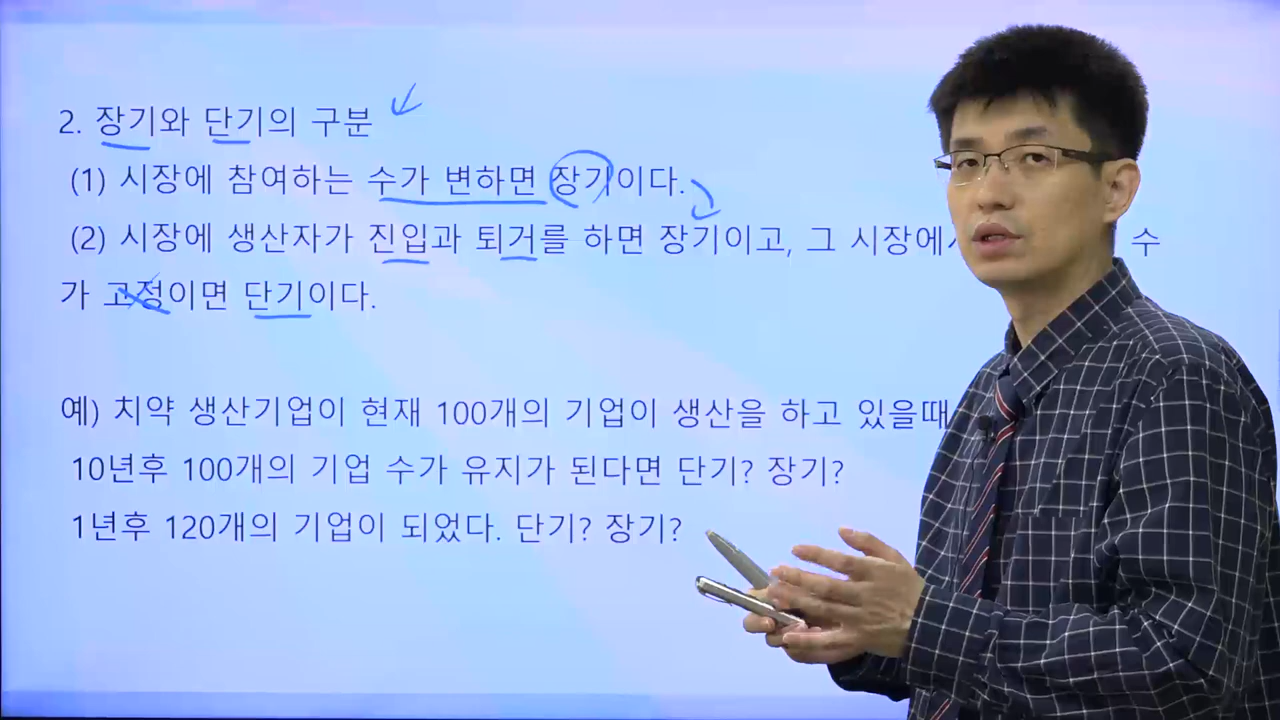 2. 장기와 단기의 구분
(1) 시장에 참여하는 수가 변하면 장기이다.
(2) 시장에 생산자가 진입과 퇴거를 하면 장기이고, 그 시장에 수
가 고정이면 단기이다.
예) 치약 생산기업이 현재 100개의 기업이 생산을 하고 있을때
10년후 100개의 기업 수가 유지가 된다면 단기? 장기?
1년후 120개의 기업이 되었다. 단기? 장기?